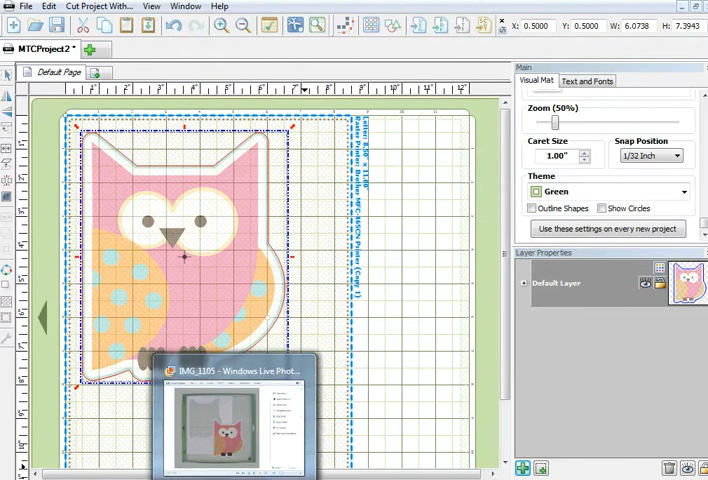 File Edit Cut Project With... View Window Help
X: 0.5000 Y: 0.5000 W: 6.0738 H: 7.3943
MTCProject2 *
Default Page
Main
Visual Mat Text and Fonts
Zoom (50%)
Caret Size Snap Position
1.00" 1/32 Inch
Theme
Green
Outline Shapes Show Circles
Use these settings on every new project
Layer Properties
Default Layer
Letter: 8.50" x 11.00"
Raster Printer: Brother MFC-465CN Printer (Copy 1)
IMG_1105 - Windows Live Phot...